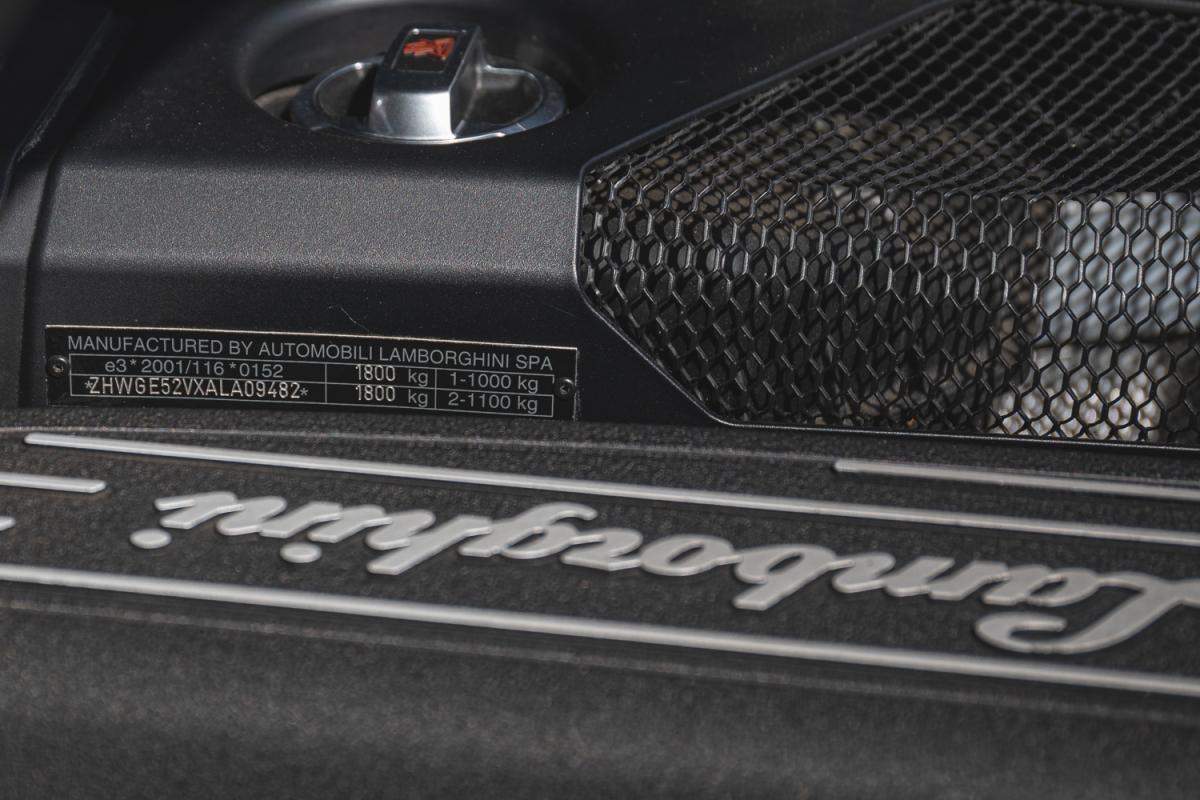 MANUFACTURED BY AUTOMOBILI LAMBORGHINI SPA
e3*2001/116*0152 1800 kg 1-1000 kg
*ZHWGE52VXALA09482* 1800 kg 2-1100 kg
Lamborghini